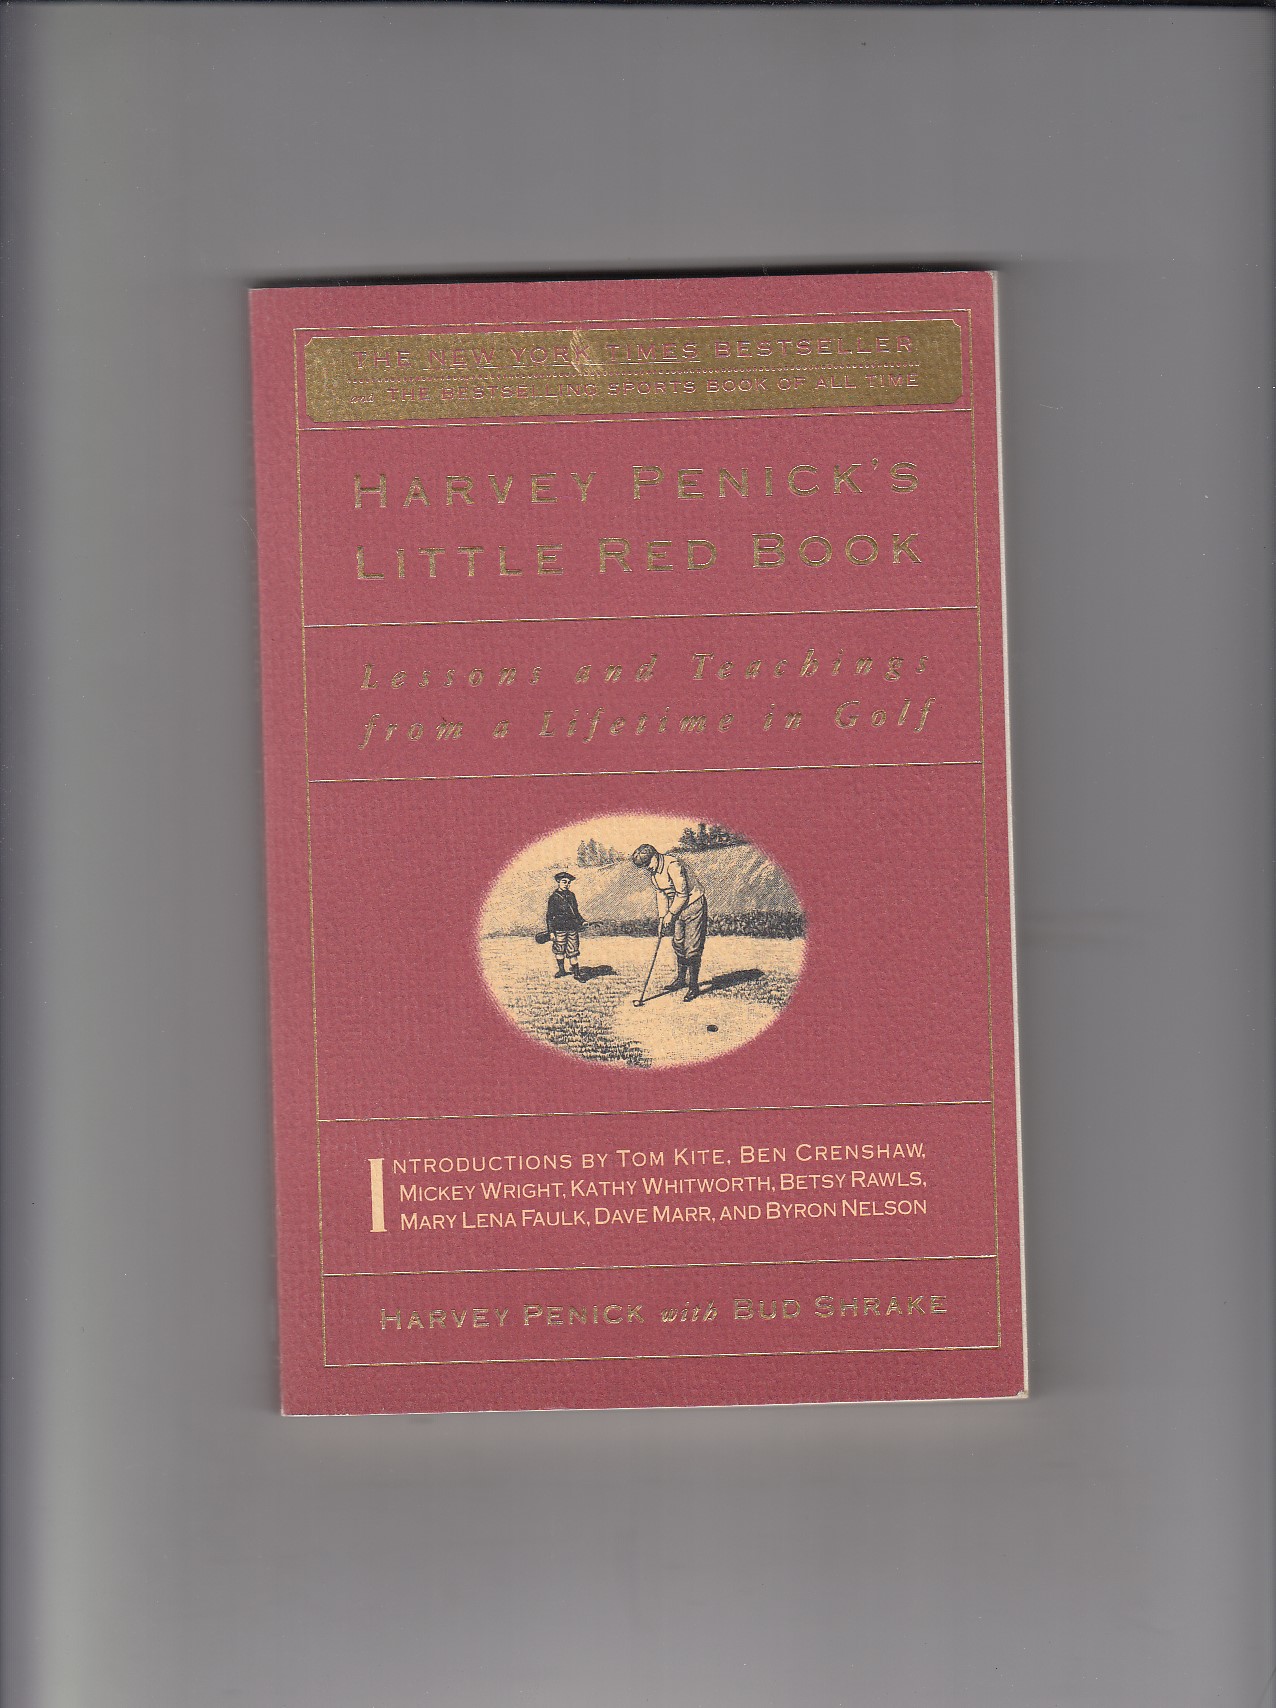 THE NEW YORK TIMES BESTSELLER
and THE BESTSELLING SPORTS BOOK OF ALL TIME
HARVEY PENICK'S
LITTLE RED BOOK
Lessons and Teachings
from a Lifetime in Golf
INTRODUCTIONS BY TOM KITE, BEN CRENSHAW,
MICKEY WRIGHT, KATHY WHITWORTH, BETSY RAWLS,
MARY LENA FAULK, DAVE MARR, AND BYRON NELSON
HARVEY PENICK with BUD SHRAKE